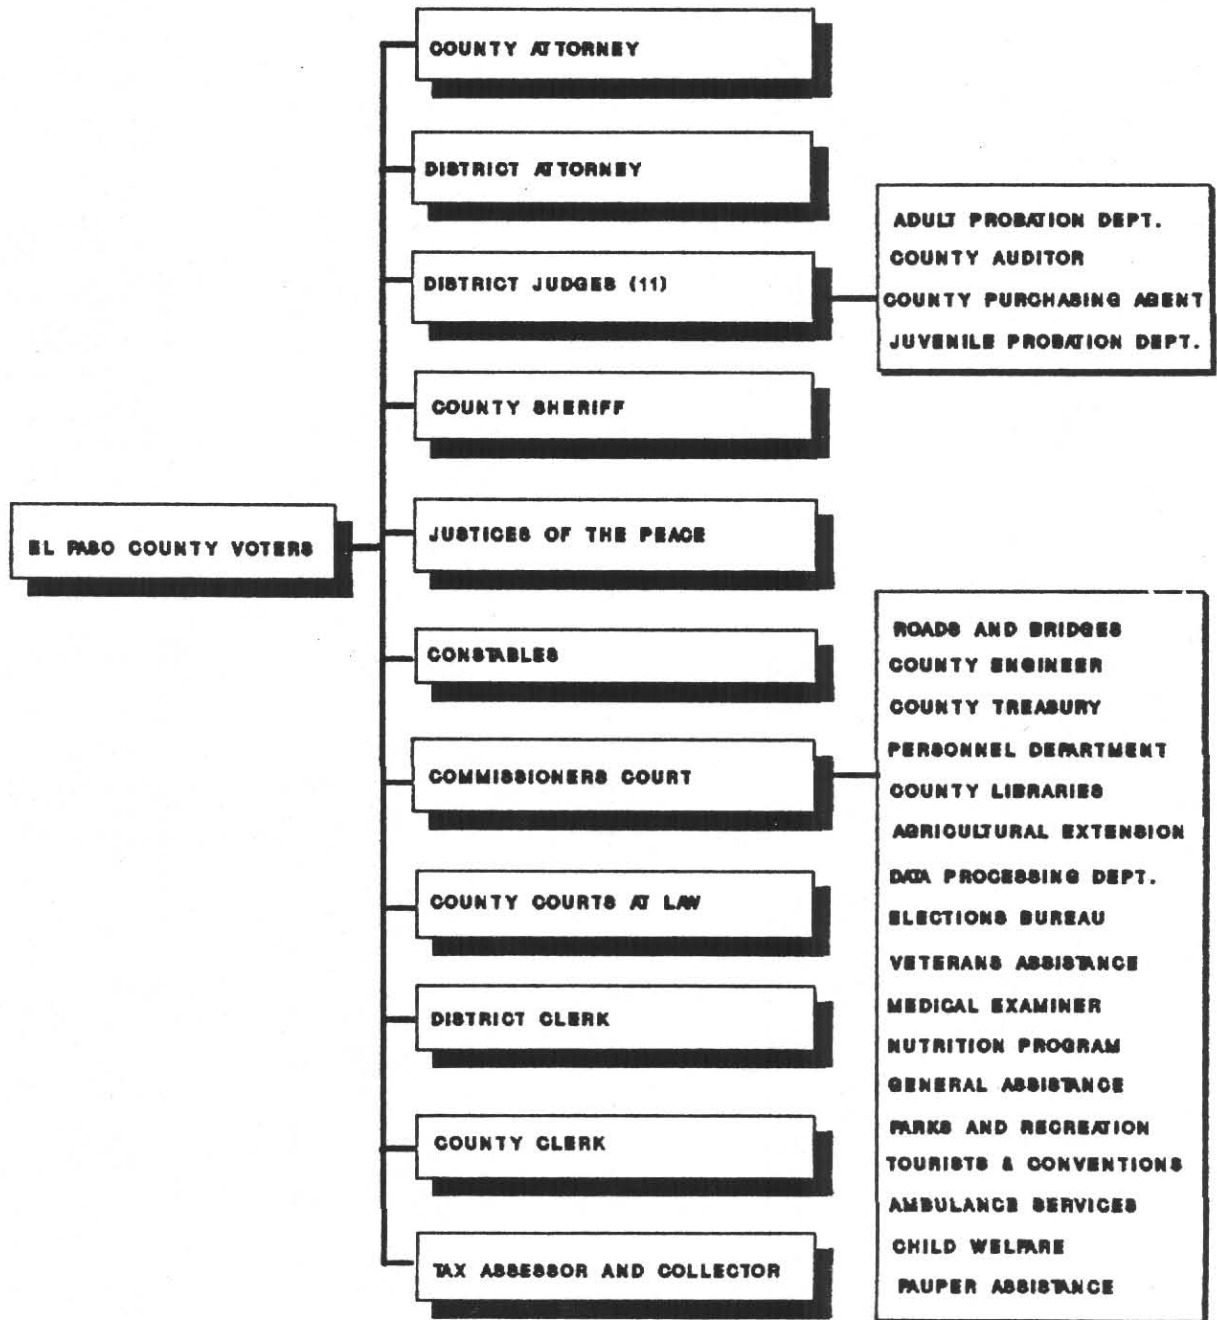 EL PASO COUNTY VOTERS
COUNTY ATTORNEY
DISTRICT ATTORNEY
DISTRICT JUDGES (11)
ADULT PROBATION DEPT.
COUNTY AUDITOR
COUNTY PURCHASING AGENT
JUVENILE PROBATION DEPT.
COUNTY SHERIFF
JUSTICES OF THE PEACE
CONSTABLES
COMMISSIONERS COURT
ROADS AND BRIDGES
COUNTY ENGINEER
COUNTY TREASURY
PERSONNEL DEPARTMENT
COUNTY LIBRARIES
AGRICULTURAL EXTENSION
DATA PROCESSING DEPT.
ELECTIONS BUREAU
VETERANS ASSISTANCE
MEDICAL EXAMINER
NUTRITION PROGRAM
GENERAL ASSISTANCE
PARKS AND RECREATION
TOURISTS & CONVENTIONS
AMBULANCE SERVICES
CHILD WELFARE
PAUPER ASSISTANCE
COUNTY COURTS AT LAW
DISTRICT CLERK
COUNTY CLERK
TAX ASSESSOR AND COLLECTOR